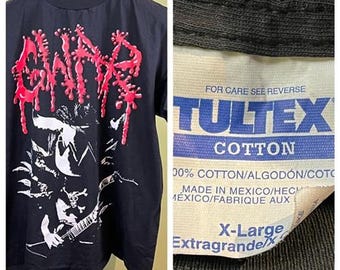 GWAR
FOR CARE SEE REVERSE
TULTEX
COTTON
100% COTTON/ALGODÓN/COTO
MADE IN MEXICO/HECH
MÉXICO/FABRIQUE AUX
X-Large
Extragrande/X